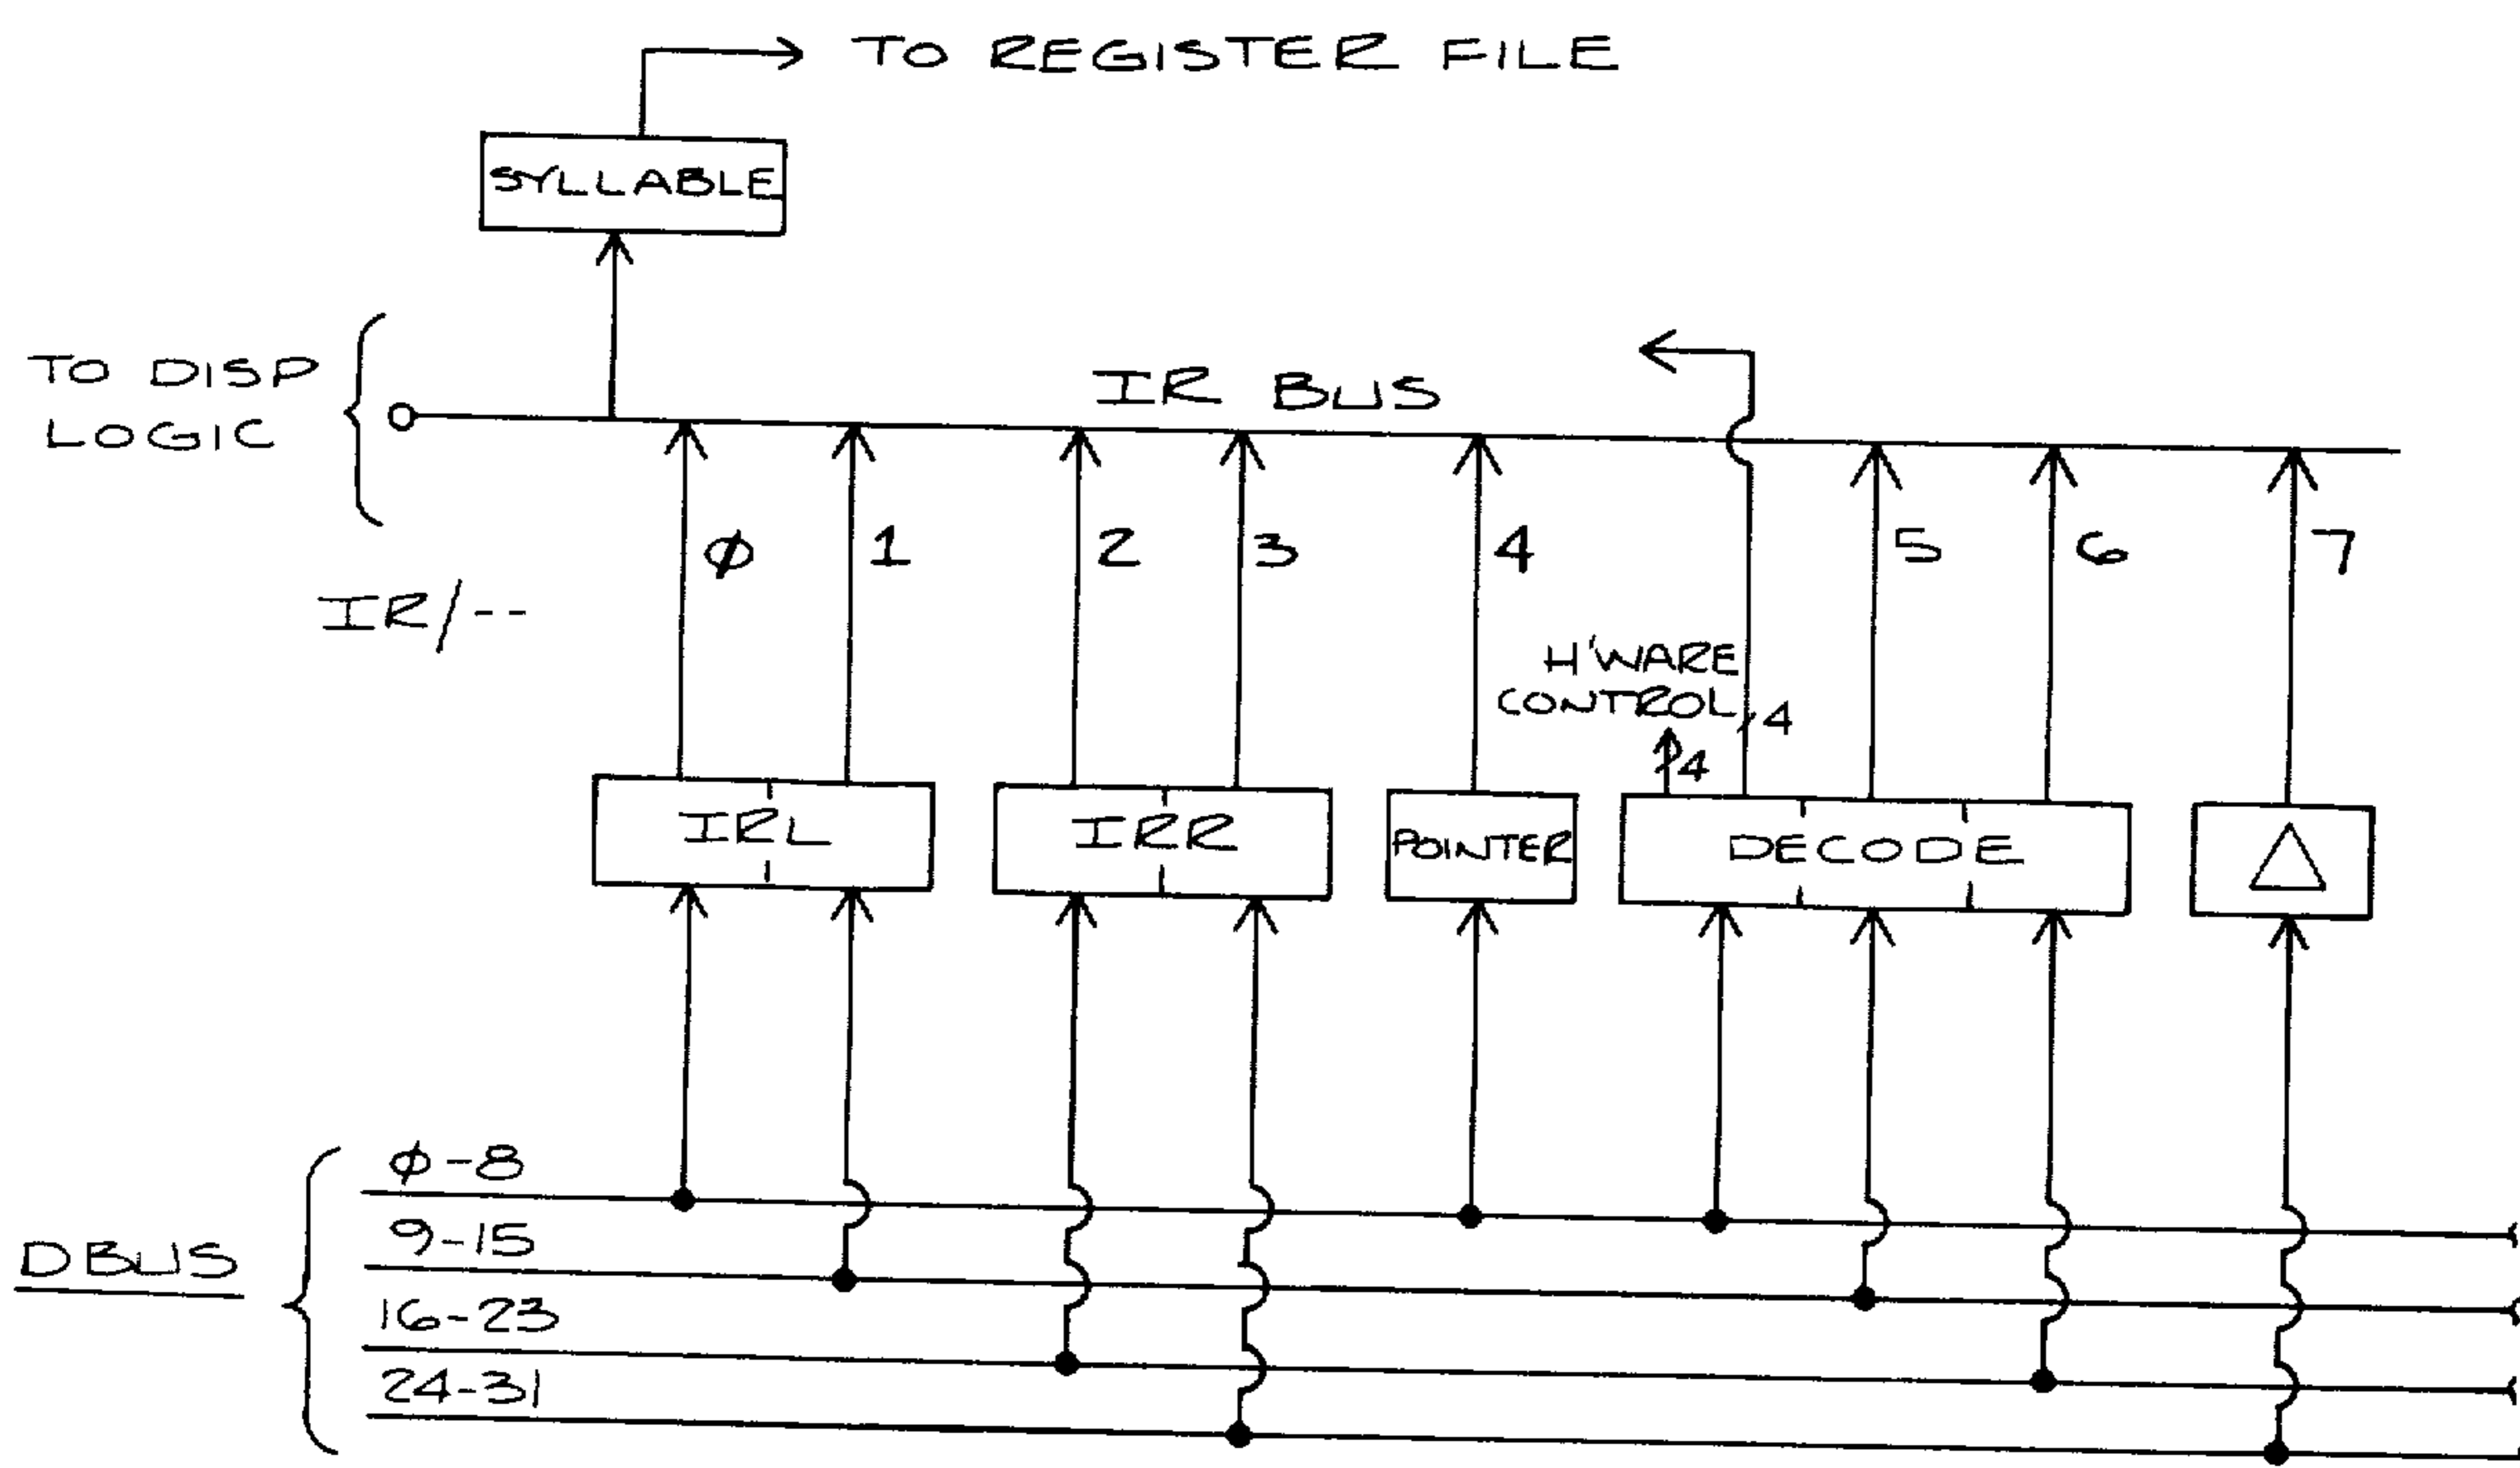 TO REGISTER FILE
SYLLABLE
TO DISP
LOGIC
IR BUS
φ 1 2 3 4 5 6 7
IR/--
H'WARE
CONTROL
4
4
IRL IRR POINTER DECODE
φ-8
9-15
DBUS
16-23
24-31